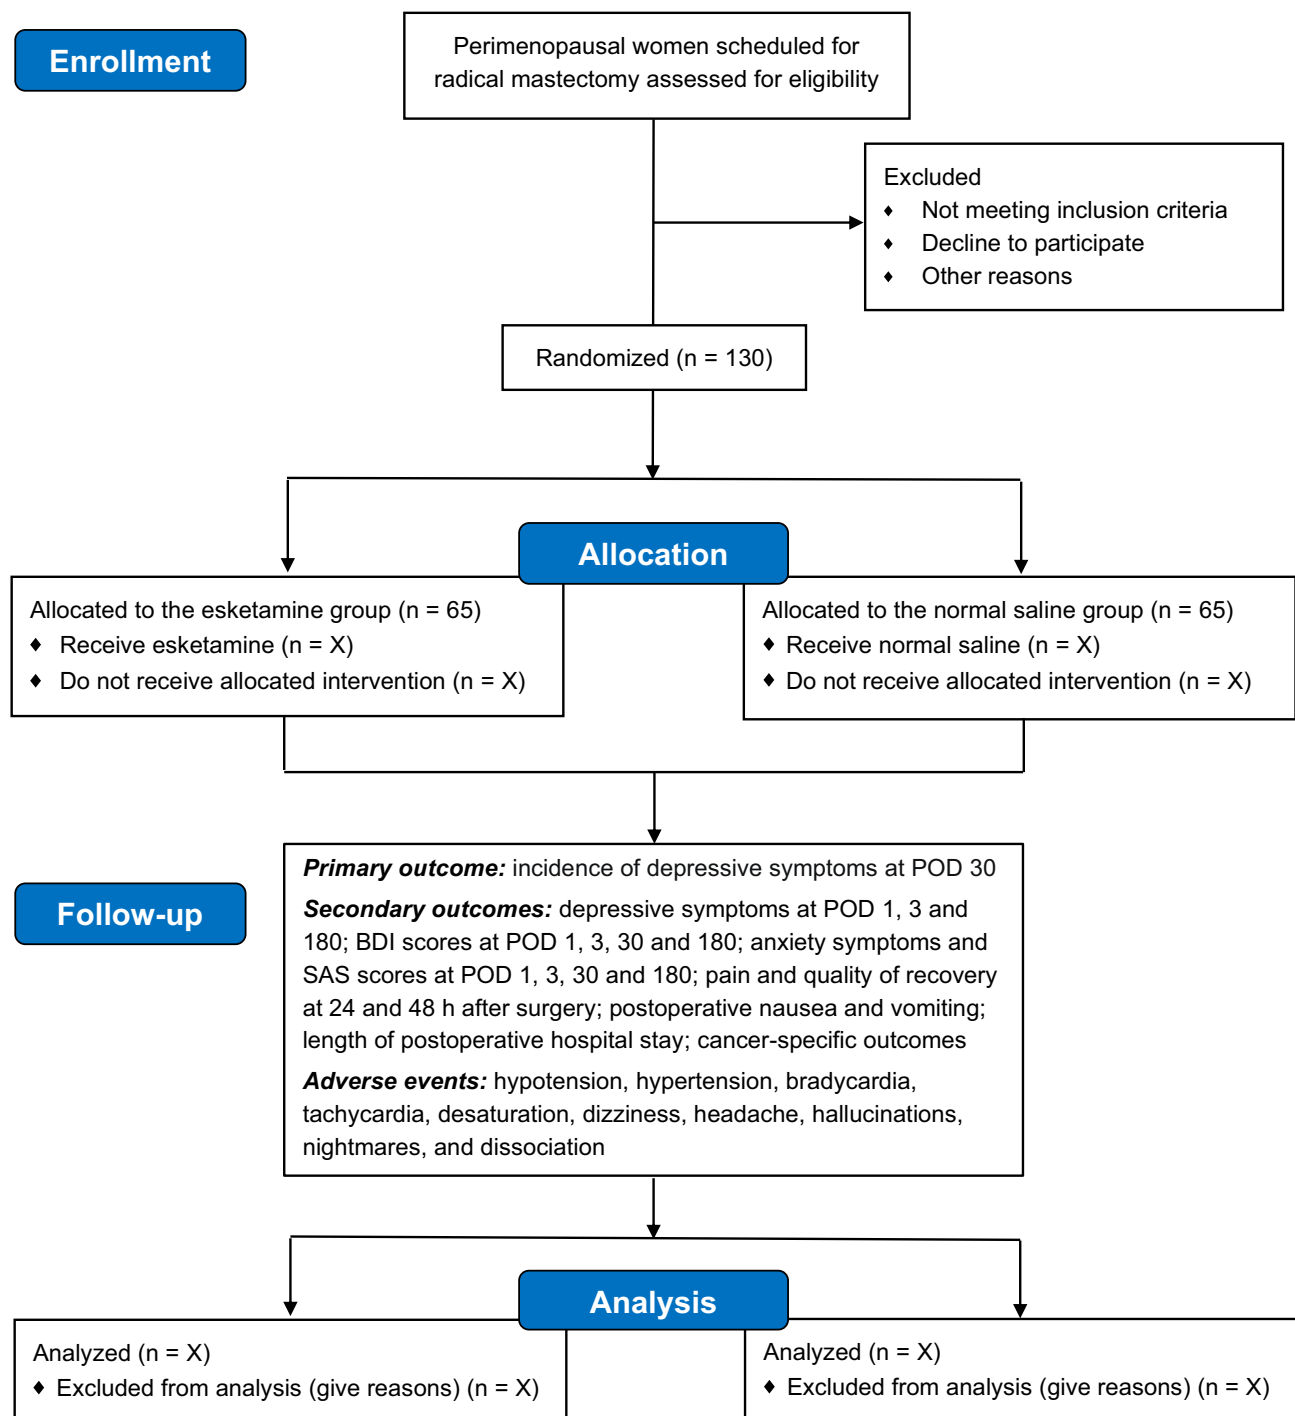 Enrollment
Perimenopausal women scheduled for
radical mastectomy assessed for eligibility
Excluded
♦ Not meeting inclusion criteria
♦ Decline to participate
♦ Other reasons
Randomized (n = 130)
Allocation
Allocated to the esketamine group (n = 65)
♦ Receive esketamine (n = X)
♦ Do not receive allocated intervention (n = X)
Allocated to the normal saline group (n = 65)
♦ Receive normal saline (n = X)
♦ Do not receive allocated intervention (n = X)
Follow-up
Primary outcome: incidence of depressive symptoms at POD 30
Secondary outcomes: depressive symptoms at POD 1, 3 and
180; BDI scores at POD 1, 3, 30 and 180; anxiety symptoms and
SAS scores at POD 1, 3, 30 and 180; pain and quality of recovery
at 24 and 48 h after surgery; postoperative nausea and vomiting;
length of postoperative hospital stay; cancer-specific outcomes
Adverse events: hypotension, hypertension, bradycardia,
tachycardia, desaturation, dizziness, headache, hallucinations,
nightmares, and dissociation
Analysis
Analyzed (n = X)
♦ Excluded from analysis (give reasons) (n = X)
Analyzed (n = X)
♦ Excluded from analysis (give reasons) (n = X)